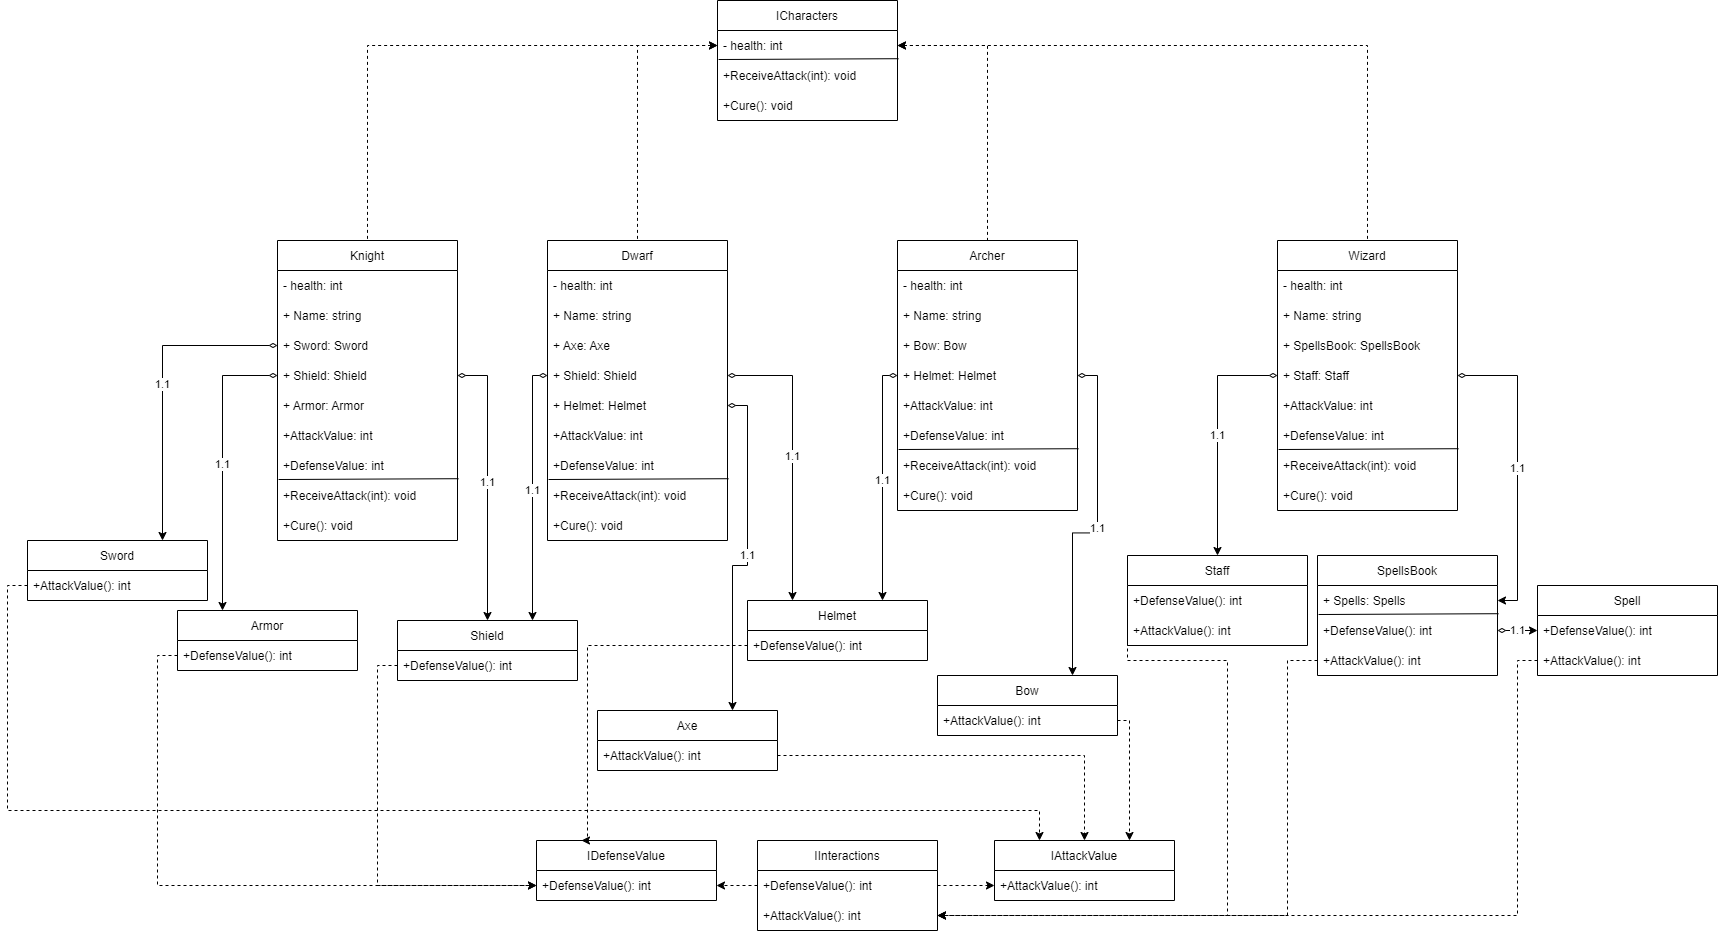 ICharacters
- health: int
+ReceiveAttack(int): void
+Cure(): void
Knight
- health: int
+ Name: string
+ Sword: Sword
+ Shield: Shield
+ Armor: Armor
+AttackValue: int
+DefenseValue: int
+ReceiveAttack(int): void
+Cure(): void
Dwarf
- health: int
+ Name: string
+ Axe: Axe
+ Shield: Shield
+ Helmet: Helmet
+AttackValue: int
+DefenseValue: int
+ReceiveAttack(int): void
+Cure(): void
Archer
- health: int
+ Name: string
+ Bow: Bow
+ Helmet: Helmet
+AttackValue: int
+DefenseValue: int
+ReceiveAttack(int): void
+Cure(): void
Wizard
- health: int
+ Name: string
+ SpellsBook: SpellsBook
+ Staff: Staff
+AttackValue: int
+DefenseValue: int
+ReceiveAttack(int): void
+Cure(): void
1.1
1.1
1.1
1.1
1.1
1.1
1.1
1.1
1.1
1.1
Sword
+AttackValue(): int
Armor
+DefenseValue(): int
Shield
+DefenseValue(): int
Helmet
+DefenseValue(): int
Axe
+AttackValue(): int
Bow
+AttackValue(): int
Staff
+DefenseValue(): int
+AttackValue(): int
SpellsBook
+ Spells: Spells
+DefenseValue(): int
+AttackValue(): int
1.1
Spell
+DefenseValue(): int
+AttackValue(): int
IDefenseValue
+DefenseValue(): int
IInteractions
+DefenseValue(): int
+AttackValue(): int
IAttackValue
+AttackValue(): int